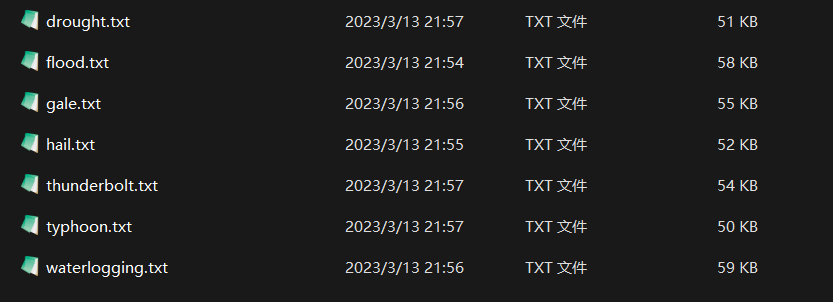 drought.txt 2023/3/13 21:57 TXT 文件 51 KB
flood.txt 2023/3/13 21:54 TXT 文件 58 KB
gale.txt 2023/3/13 21:56 TXT 文件 55 KB
hail.txt 2023/3/13 21:55 TXT 文件 52 KB
thunderbolt.txt 2023/3/13 21:57 TXT 文件 54 KB
typhoon.txt 2023/3/13 21:57 TXT 文件 50 KB
waterlogging.txt 2023/3/13 21:56 TXT 文件 59 KB